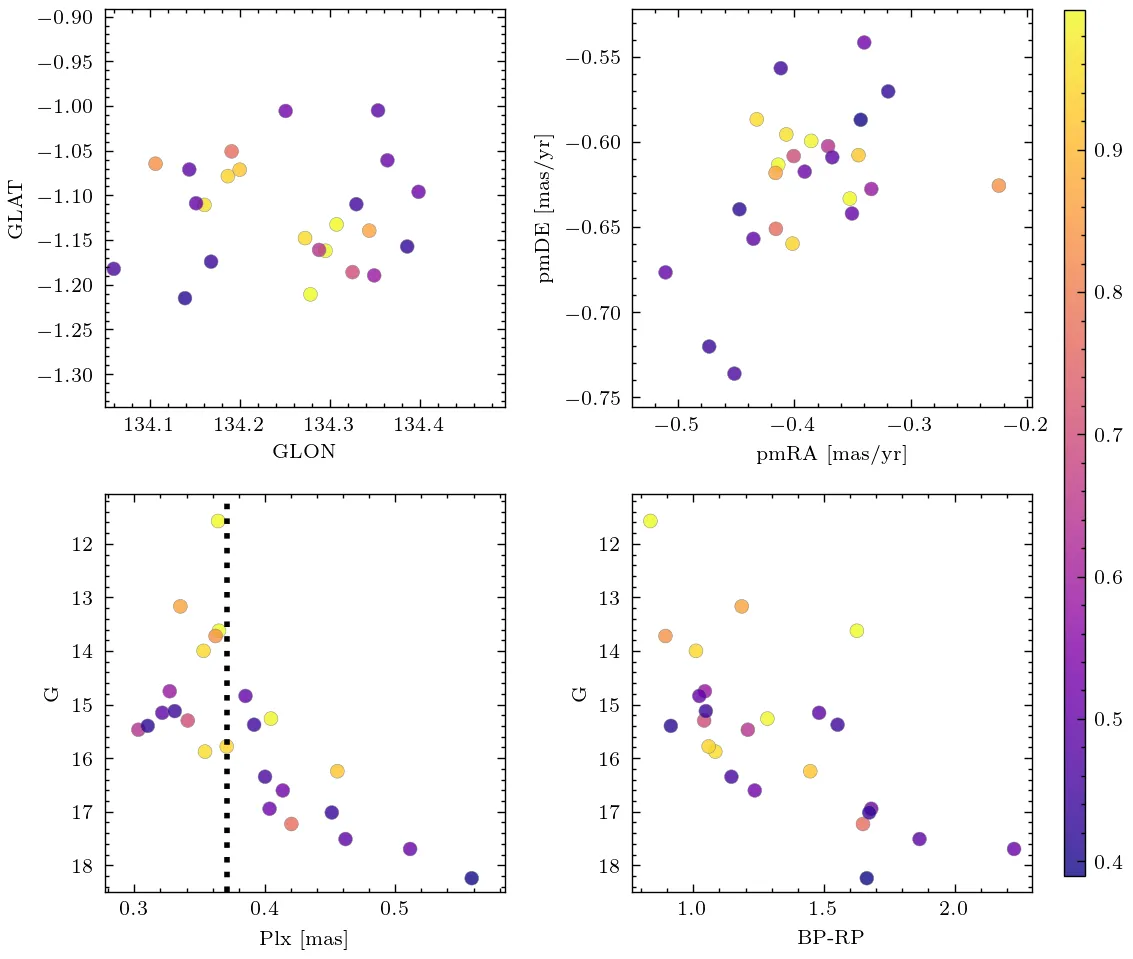 −0.90
−0.95
−1.00
−1.05
−1.10
−1.15
−1.20
−1.25
−1.30
GLAT
134.1 134.2 134.3 134.4
GLON
−0.55
−0.60
−0.65
−0.70
−0.75
pmDE [mas/yr]
−0.5 −0.4 −0.3 −0.2
pmRA [mas/yr]
12
13
14
15
16
17
18
G
0.3 0.4 0.5
Plx [mas]
12
13
14
15
16
17
18
G
1.0 1.5 2.0
BP-RP
0.9
0.8
0.7
0.6
0.5
0.4